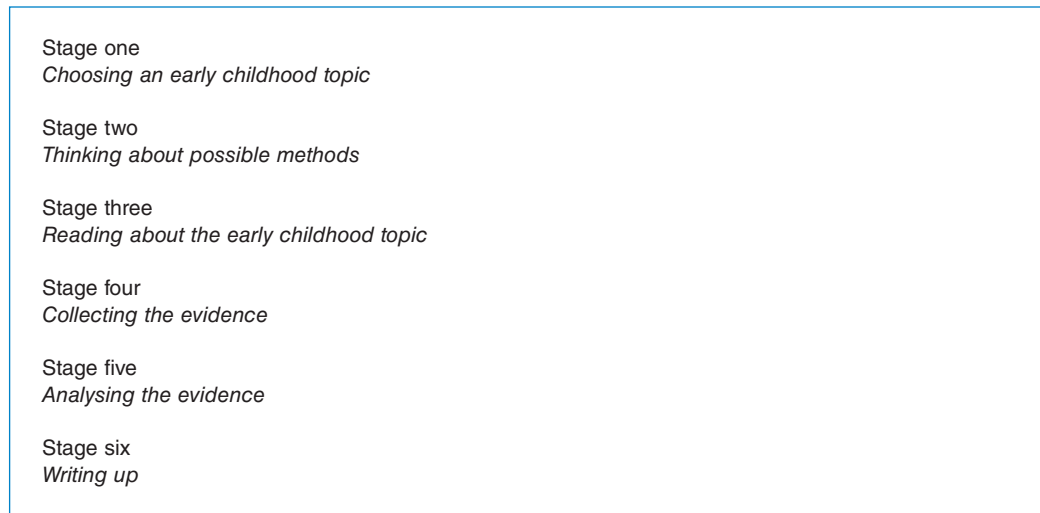 Stage one
Choosing an early childhood topic
Stage two
Thinking about possible methods
Stage three
Reading about the early childhood topic
Stage four
Collecting the evidence
Stage five
Analysing the evidence
Stage six
Writing up